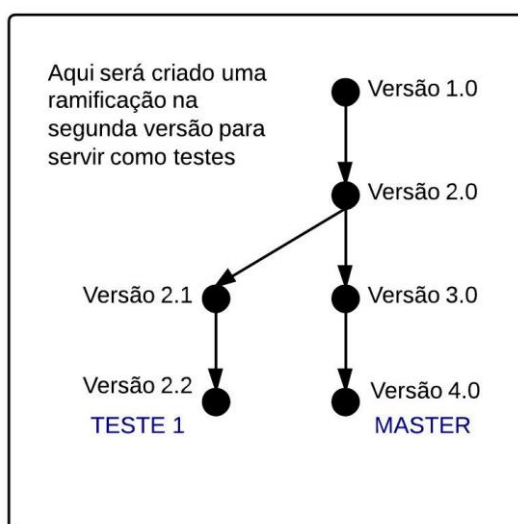 Aqui será criado uma
ramificação na
segunda versão para
servir como testes
Versão 1.0
Versão 2.0
Versão 2.1
Versão 3.0
Versão 2.2
Versão 4.0
TESTE 1
MASTER